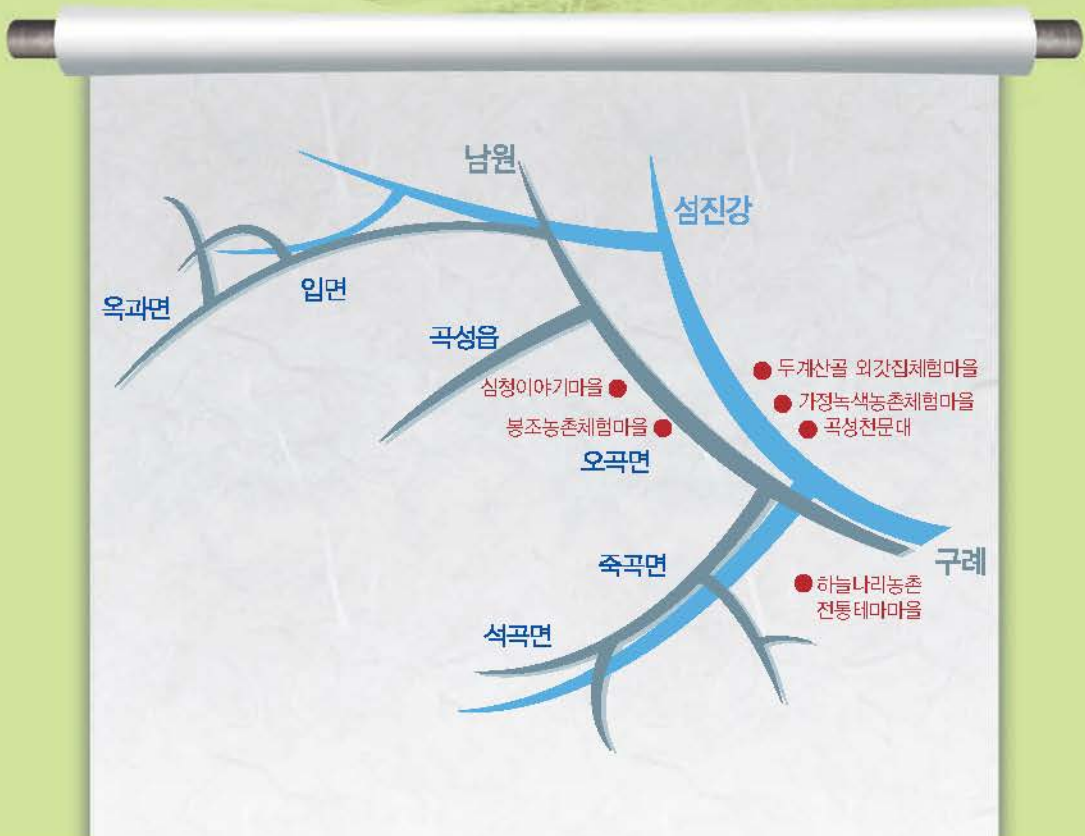 남원
섬진강
옥과면
입면
곡성읍
심청이야기마을
봉조농촌체험마을
오곡면
두계산골 외갓집체험마을
가정녹색농촌체험마을
곡성천문대
구례
죽곡면
하늘나리농촌
전통테마마을
석곡면